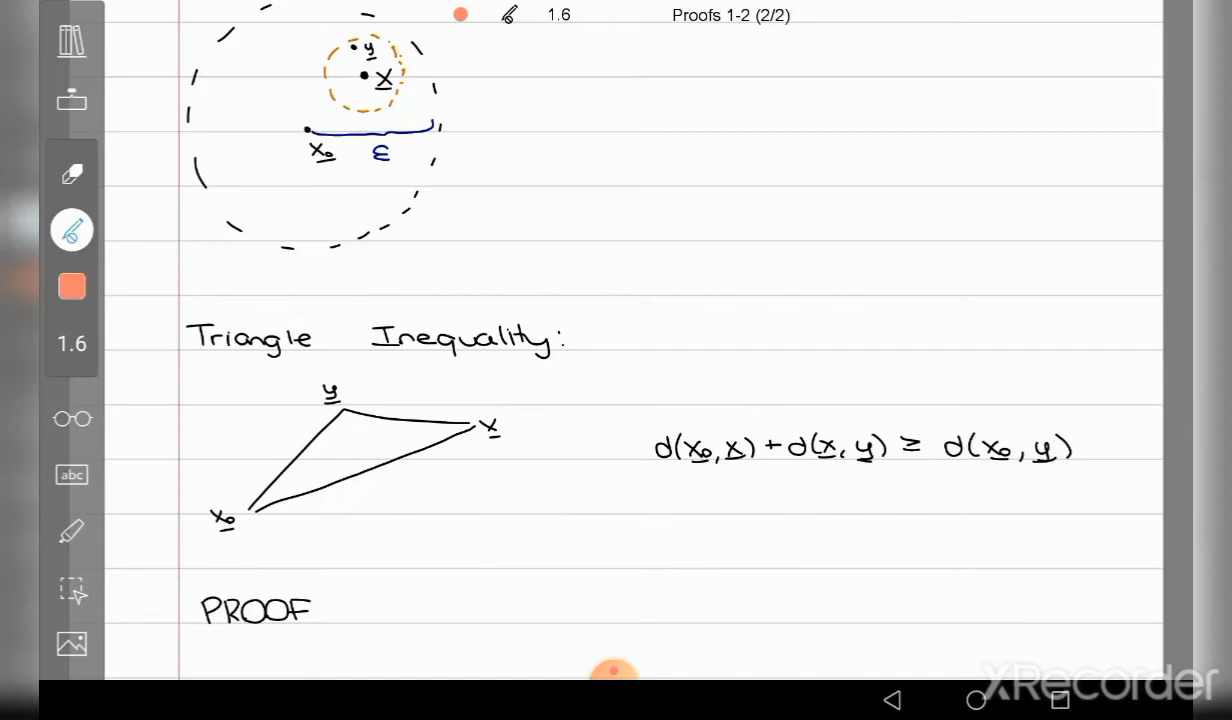 1.6 Proofs 1-2 (2/2)
y
x
x₀ ε
1.6
Triangle Inequality:
y
x
d(x₀, x) + d(x, y) ≥ d(x₀, y)
abc
x₀
PROOF
XRecorder